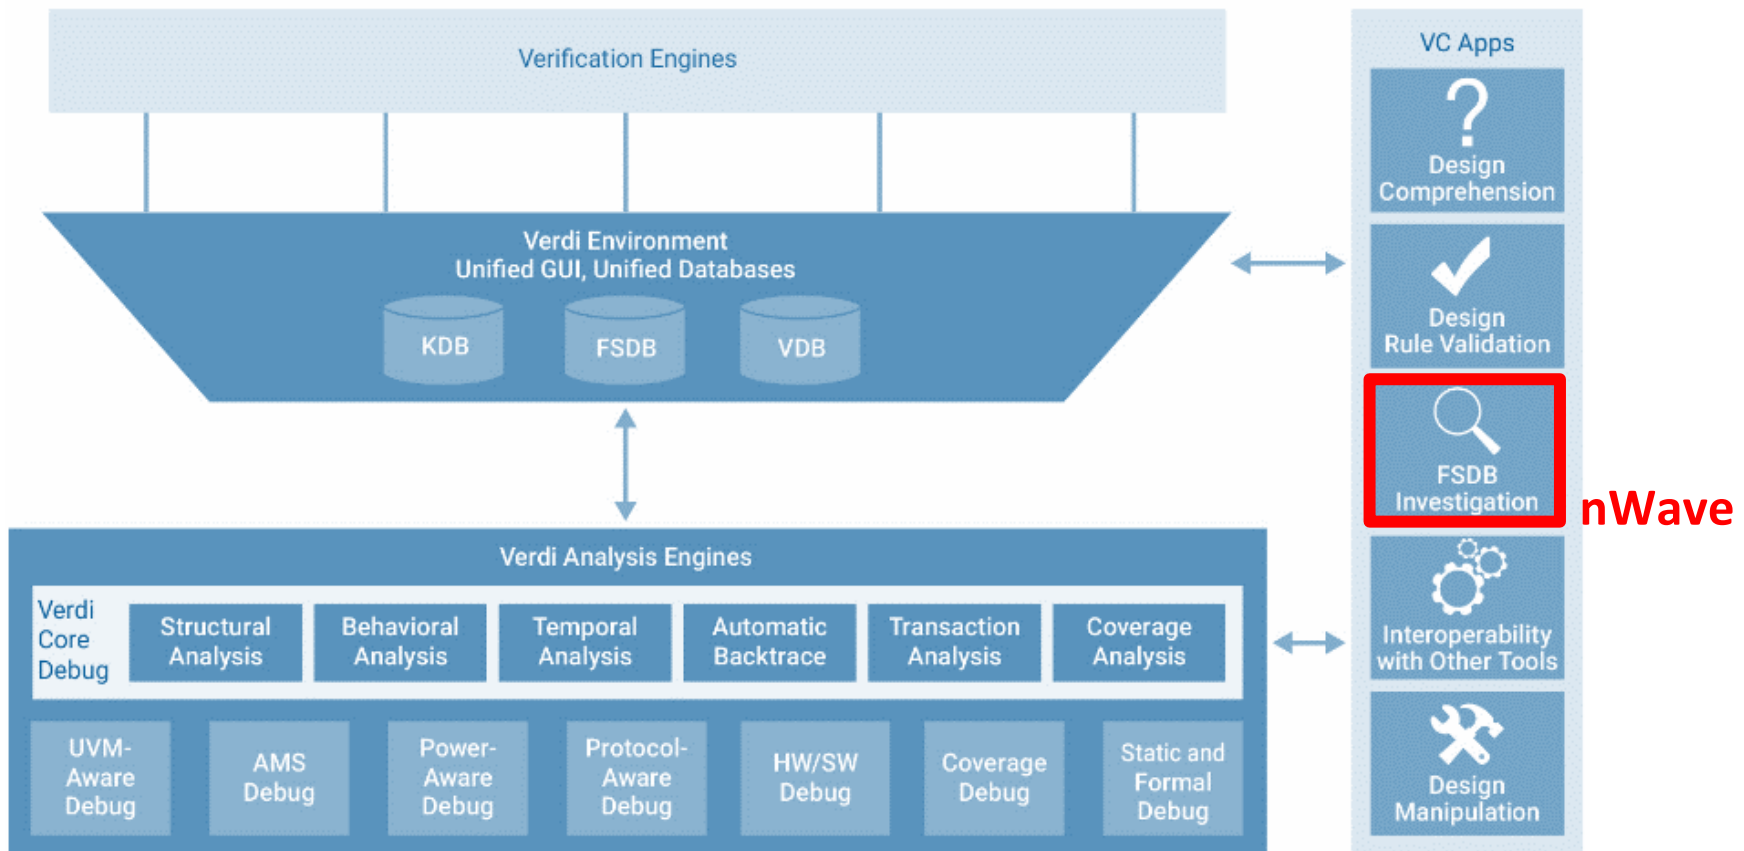 Verification Engines
Verdi Environment
Unified GUI, Unified Databases
KDB
FSDB
VDB
Verdi Analysis Engines
Verdi
Core
Debug
Structural
Analysis
Behavioral
Analysis
Temporal
Analysis
Automatic
Backtrace
Transaction
Analysis
Coverage
Analysis
UVM-
Aware
Debug
AMS
Debug
Power-
Aware
Debug
Protocol-
Aware
Debug
HW/SW
Debug
Coverage
Debug
Static and
Formal
Debug
VC Apps
Design
Comprehension
Design
Rule Validation
FSDB
Investigation
nWave
Interoperability
with Other Tools
Design
Manipulation